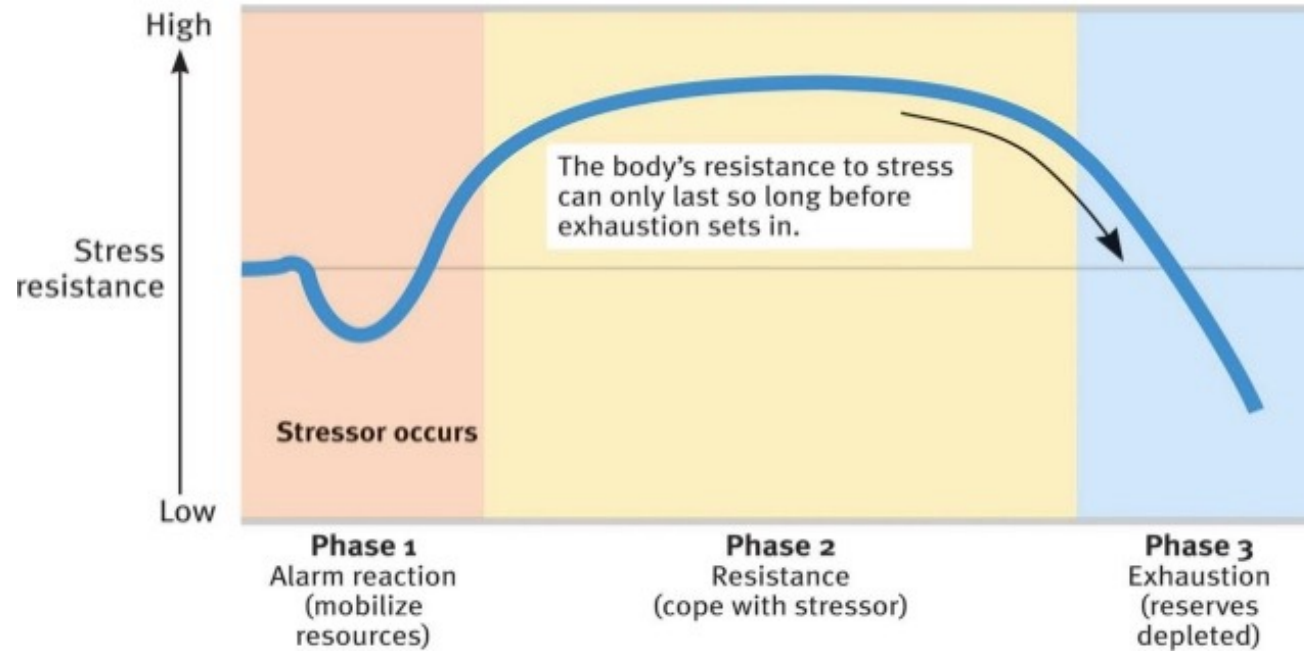 High
The body's resistance to stress
can only last so long before
exhaustion sets in.
Stress
resistance
Stressor occurs
Low
Phase 1
Alarm reaction
(mobilize
resources)
Phase 2
Resistance
(cope with stressor)
Phase 3
Exhaustion
(reserves
depleted)